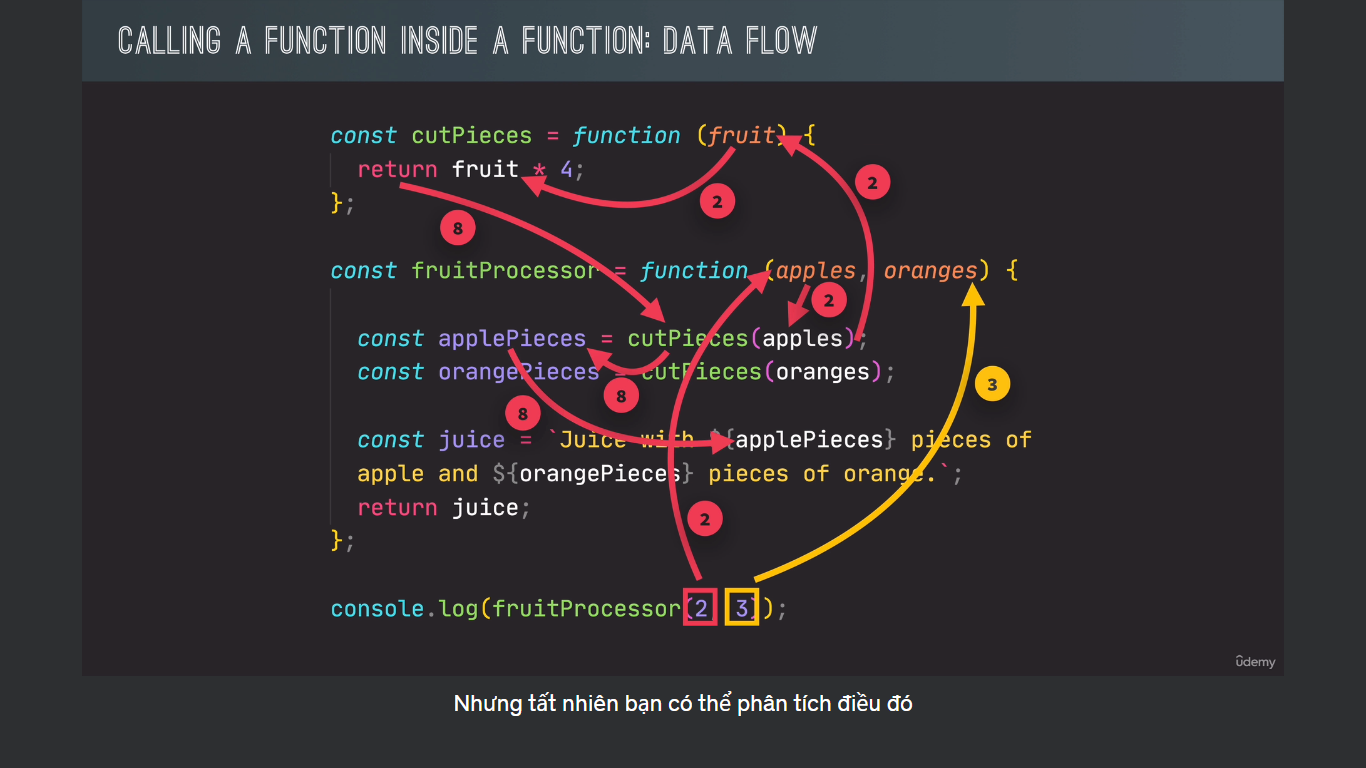 CALLING A FUNCTION INSIDE A FUNCTION: DATA FLOW
const cutPieces = function (fruit) {
return fruit * 4;
};
2
2
8
const fruitProcessor = function (apples, oranges) {
2
const applePieces = cutPieces(apples);
const orangePieces = cutPieces(oranges);
3
8
8
const juice = `Juice with ${applePieces} pieces of
apple and ${orangePieces} pieces of orange.`;
return juice;
2
};
console.log(fruitProcessor(2 3));
udemy
Nhưng tất nhiên bạn có thể phân tích điều đó